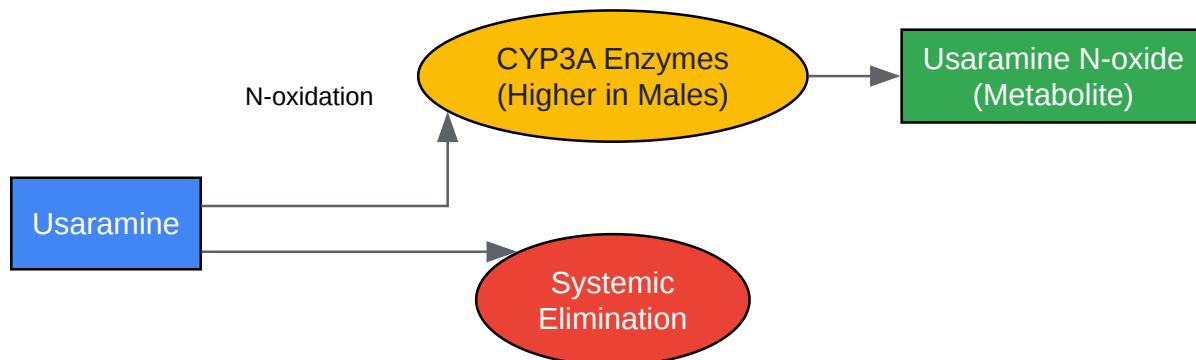 CYP3A Enzymes
(Higher in Males)
Usaramine N-oxide
(Metabolite)
N-oxidation
Usaramine
Systemic
Elimination